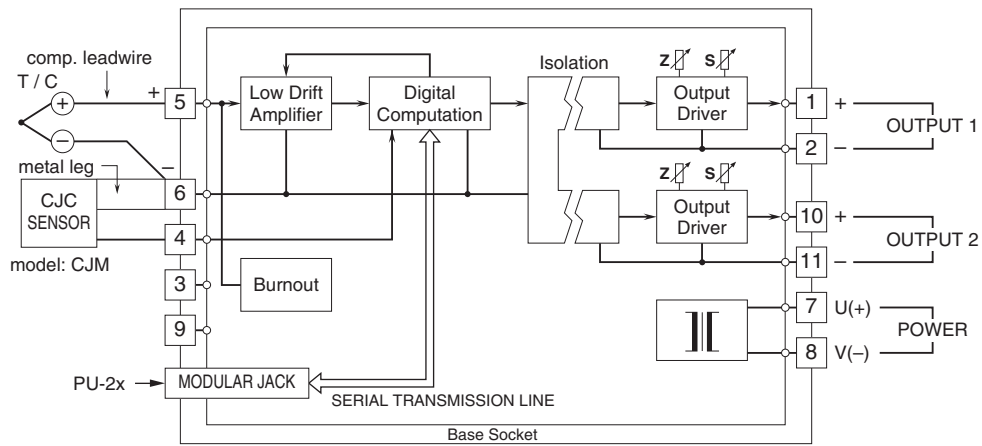 comp. leadwire
T / C
+
−
+
−
metal leg
CJC
SENSOR
model: CJM
5
6
4
3
9
Low Drift
Amplifier
Digital
Computation
Burnout
Isolation
Z
S
Output
Driver
Z
S
Output
Driver
1
+
2
−
OUTPUT 1
10
+
11
−
OUTPUT 2
7
U(+)
8
V(−)
POWER
PU-2x
MODULAR JACK
SERIAL TRANSMISSION LINE
Base Socket